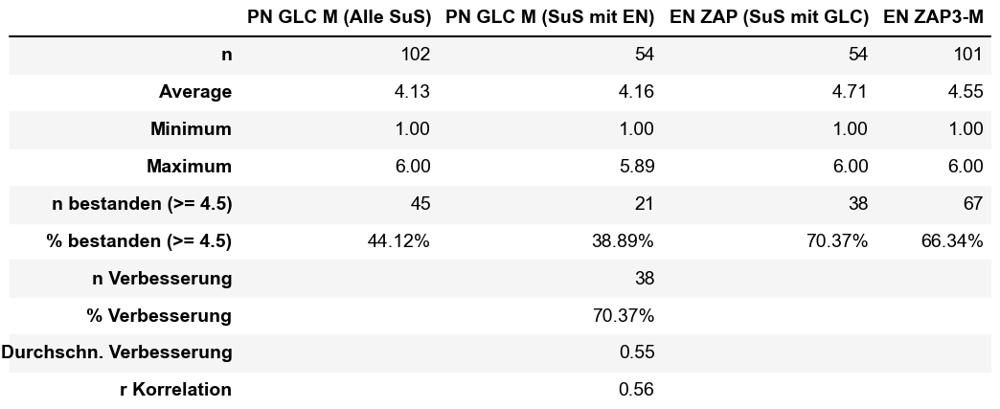 PN GLC M (Alle SuS) PN GLC M (SuS mit EN) EN ZAP (SuS mit GLC) EN ZAP3-M
n 102 54 54 101
Average 4.13 4.16 4.71 4.55
Minimum 1.00 1.00 1.00 1.00
Maximum 6.00 5.89 6.00 6.00
n bestanden (>= 4.5) 45 21 38 67
% bestanden (>= 4.5) 44.12% 38.89% 70.37% 66.34%
n Verbesserung 38
% Verbesserung 70.37%
Durchschn. Verbesserung 0.55
r Korrelation 0.56